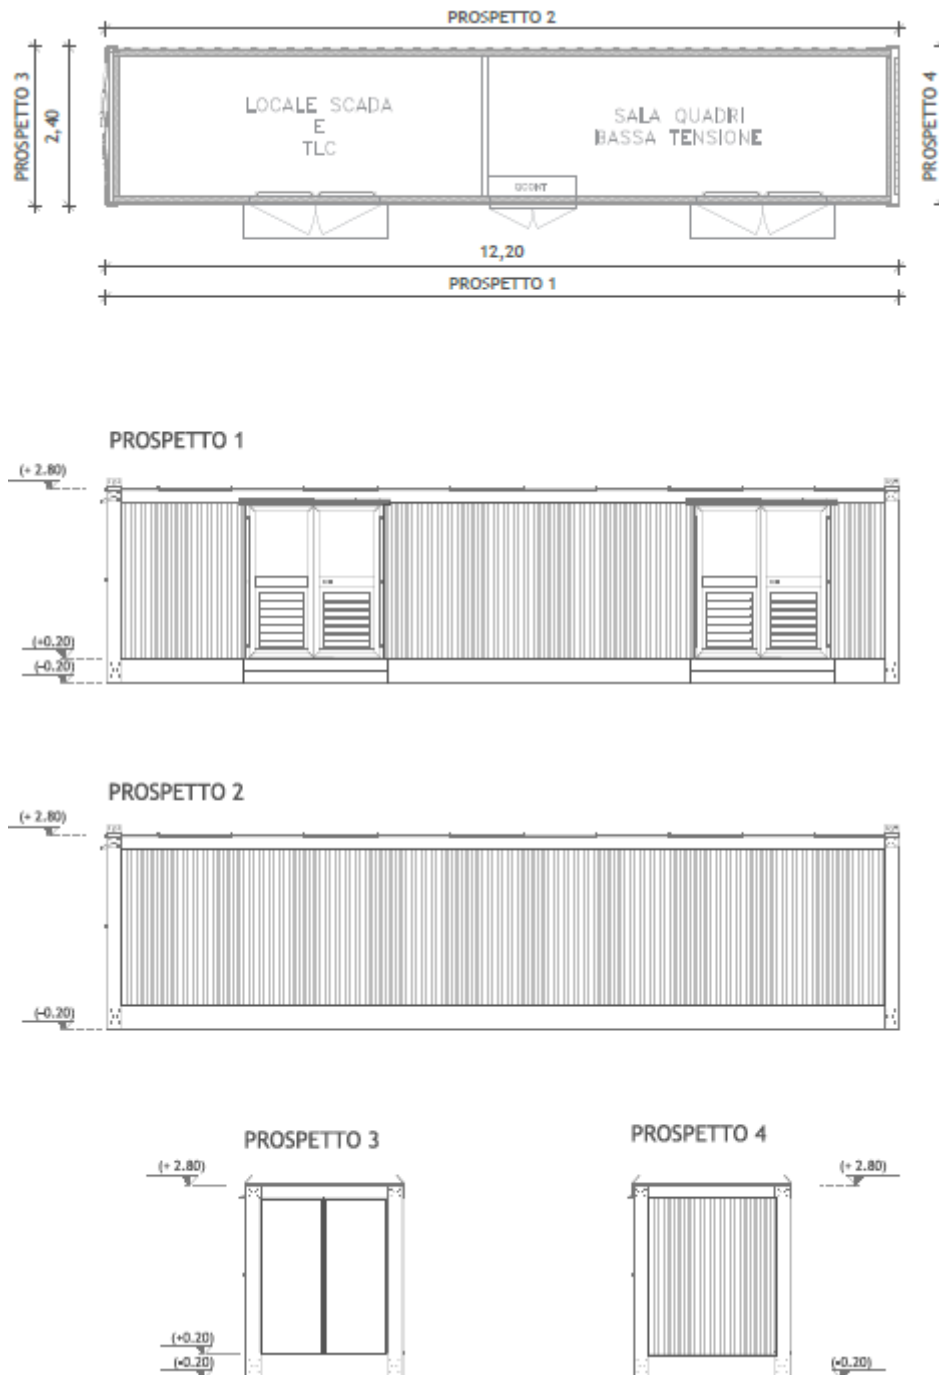 PROSPETTO 2
PROSPETTO 3
2,40
LOCALE SCADA
E
TLC
SALA QUADRI
BASSA TENSIONE
QCONT
PROSPETTO 4
12,20
PROSPETTO 1
PROSPETTO 1
(+ 2.80)
(+0.20)
(-0.20)
PROSPETTO 2
(+ 2.80)
(-0.20)
PROSPETTO 3
(+ 2.80)
(+0.20)
(-0.20)
PROSPETTO 4
(+ 2.80)
(-0.20)